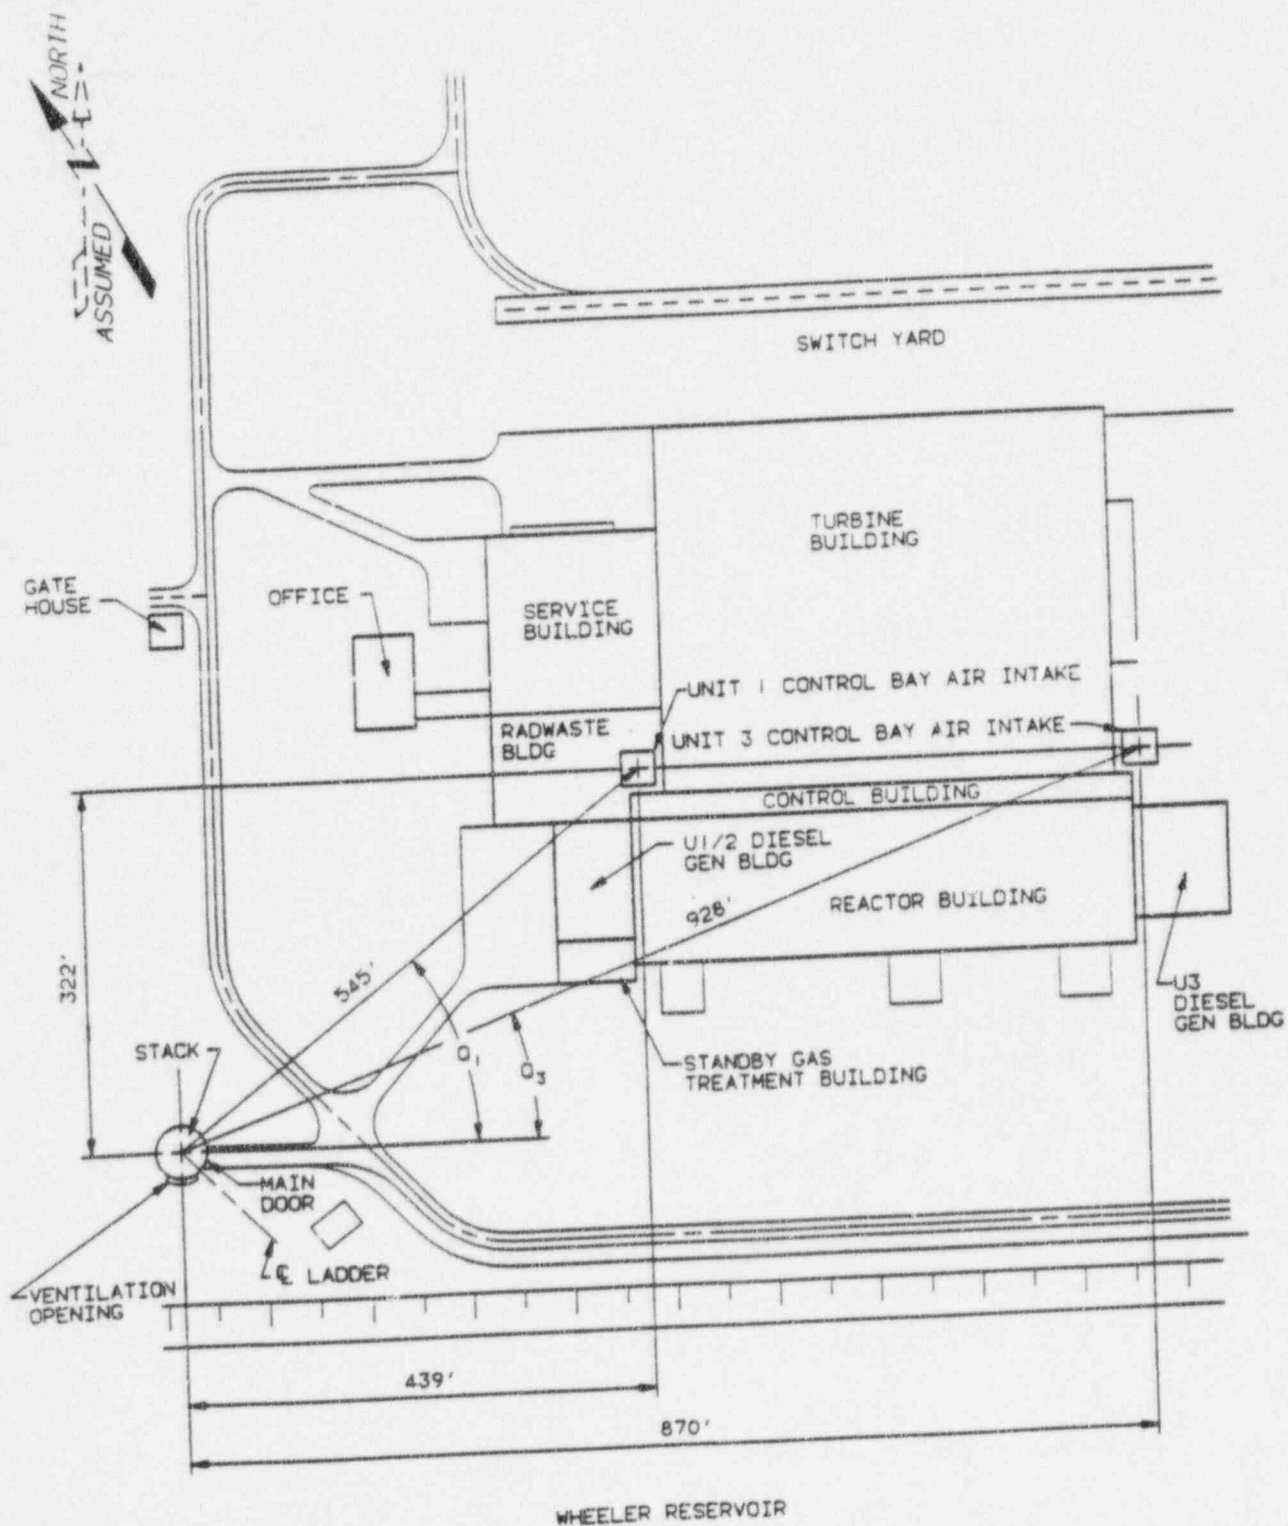 NORTH
ASSUMED
SWITCH YARD
TURBINE
BUILDING
GATE
HOUSE
OFFICE
SERVICE
BUILDING
UNIT 1 CONTROL BAY AIR INTAKE
RADWASTE
BLDG
UNIT 3 CONTROL BAY AIR INTAKE
CONTROL BUILDING
U1/2 DIESEL
GEN BLDG
REACTOR BUILDING
928'
322'
545'
U3
DIESEL
GEN BLDG
STACK
Q1
Q3
STANDBY GAS
TREATMENT BUILDING
MAIN
DOOR
℄ LADDER
VENTILATION
OPENING
439'
870'
WHEELER RESERVOIR